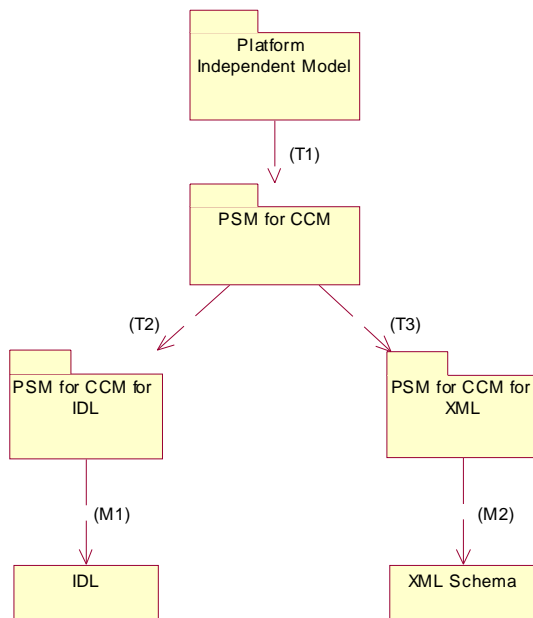 Platform
Independent Model
(T1)
PSM for CCM
(T2)
(T3)
PSM for CCM for
IDL
PSM for CCM for
XML
(M1)
(M2)
IDL
XML Schema